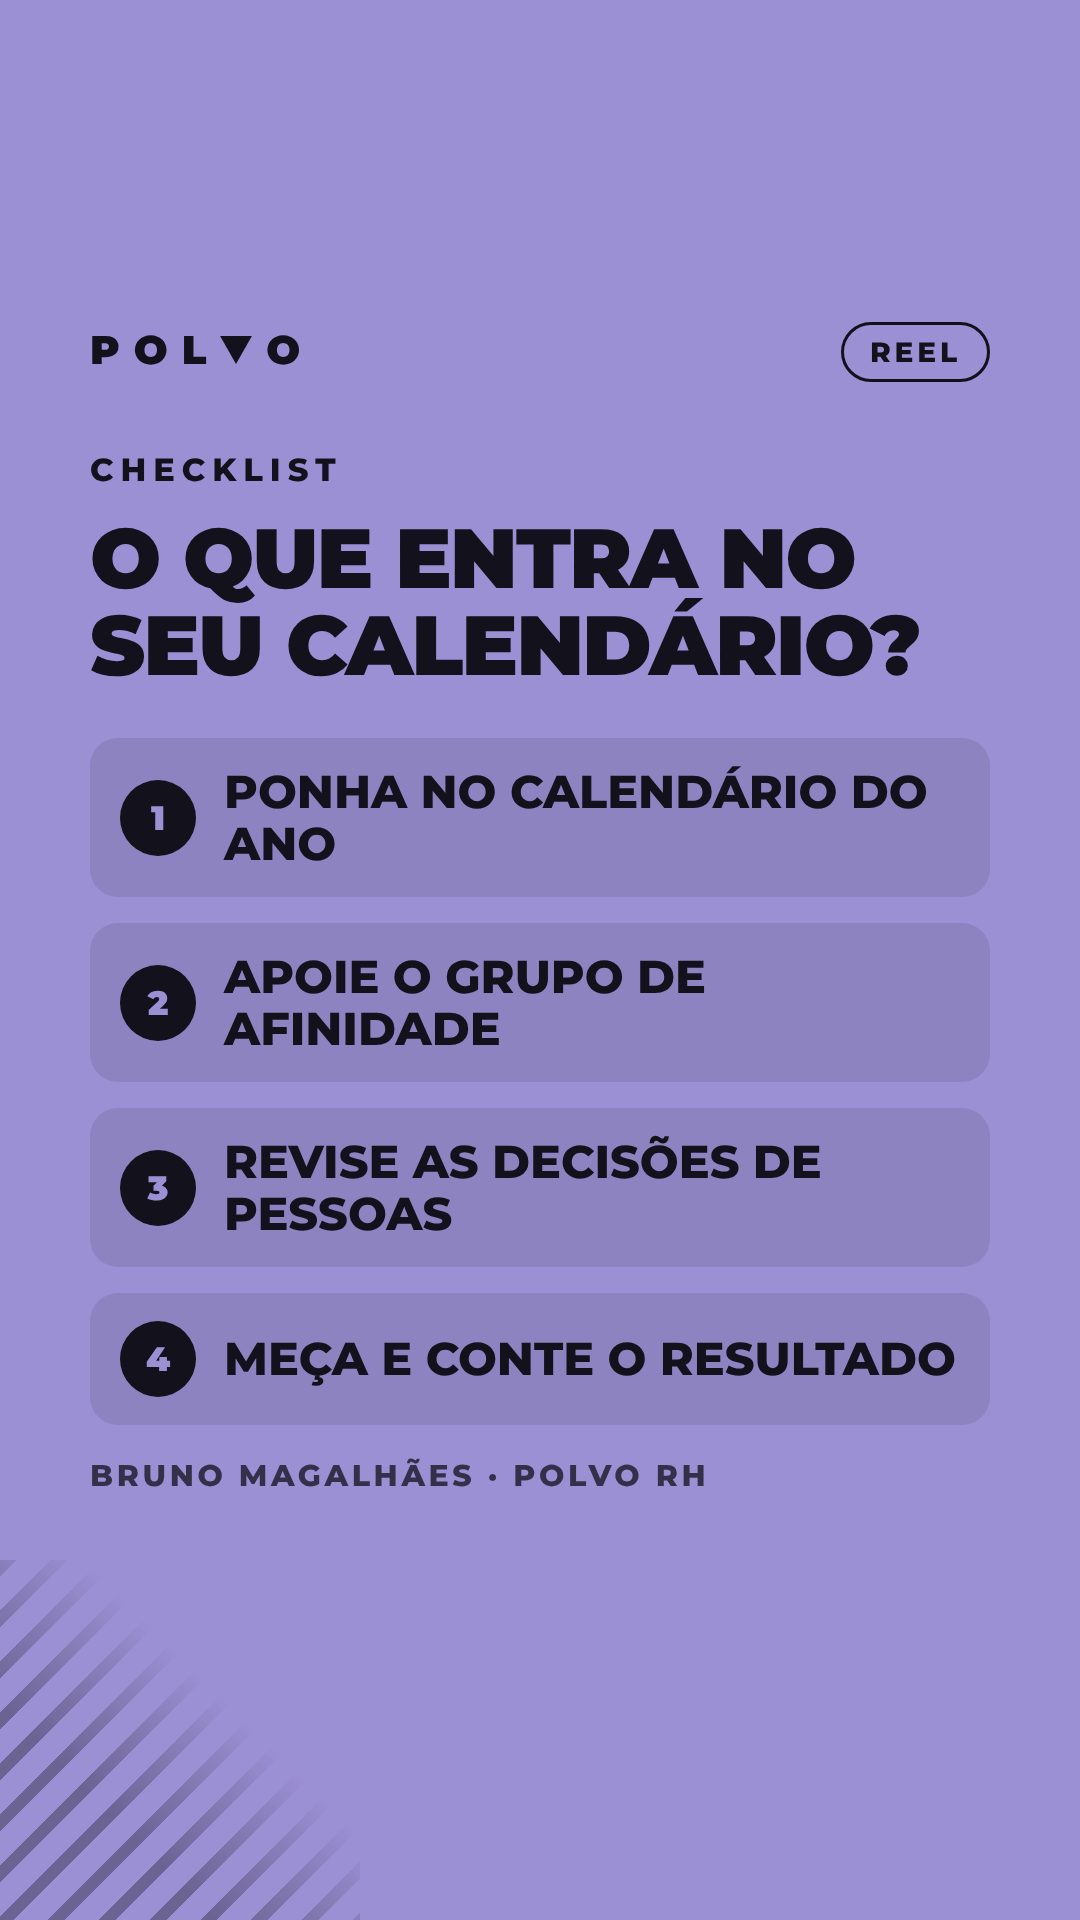 POLVO
REEL
CHECKLIST
O QUE ENTRA NO
SEU CALENDÁRIO?
1
PONHA NO CALENDÁRIO DO
ANO
2
APOIE O GRUPO DE
AFINIDADE
3
REVISE AS DECISÕES DE
PESSOAS
4
MEÇA E CONTE O RESULTADO
BRUNO MAGALHÃES · POLVO RH